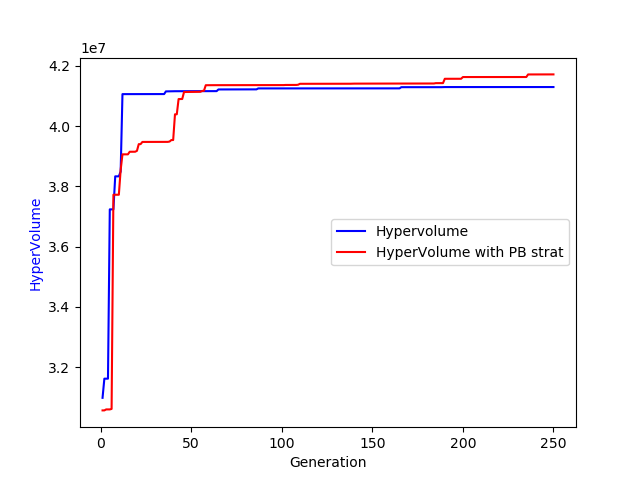 1e7
4.2
4.0
3.8
3.6
3.4
3.2
HyperVolume
Hypervolume
HyperVolume with PB strat
0 50 100 150 200 250
Generation